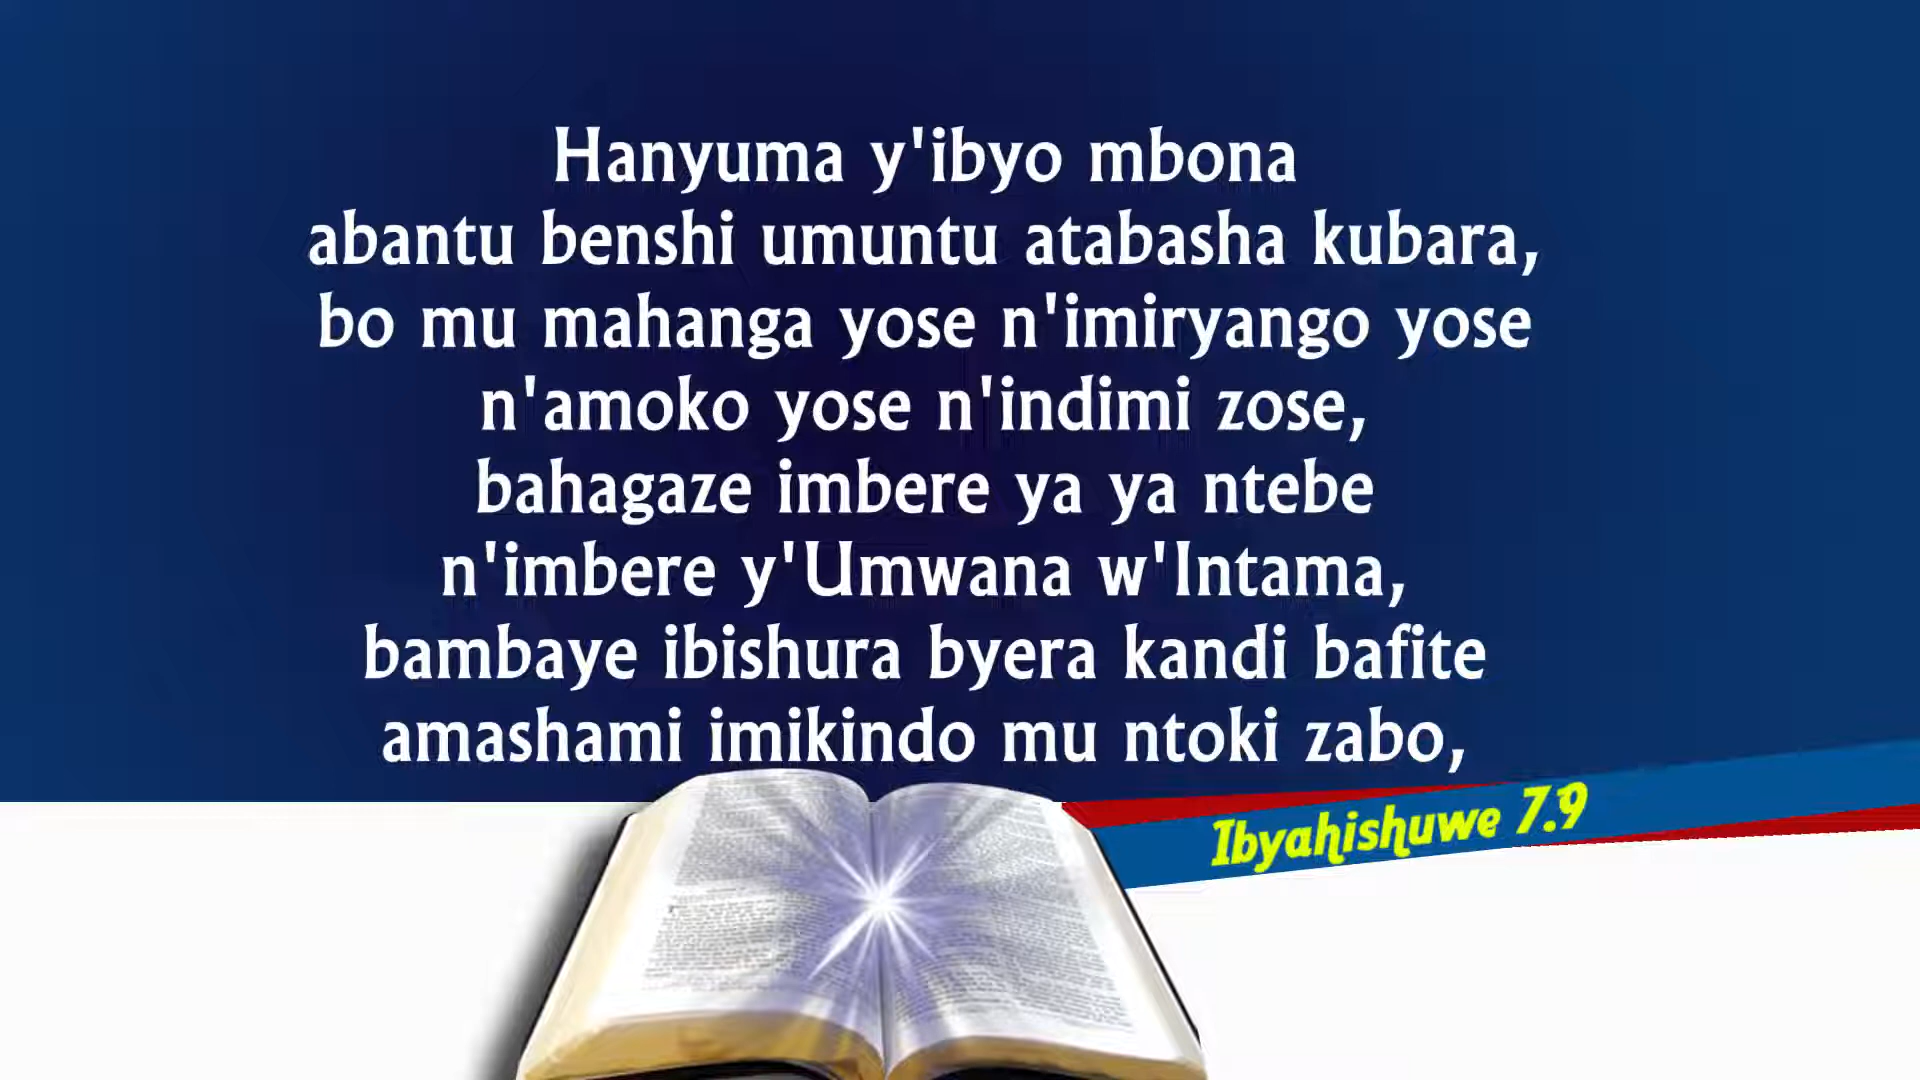 Hanyuma y'ibyo mbona
abantu benshi umuntu atabasha kubara,
bo mu mahanga yose n'imiryango yose
n'amoko yose n'indimi zose,
bahagaze imbere ya ya ntebe
n'imbere y'Umwana w'Intama,
bambaye ibishura byera kandi bafite
amashami imikindo mu ntoki zabo,
Ibyahishuwe 7.9